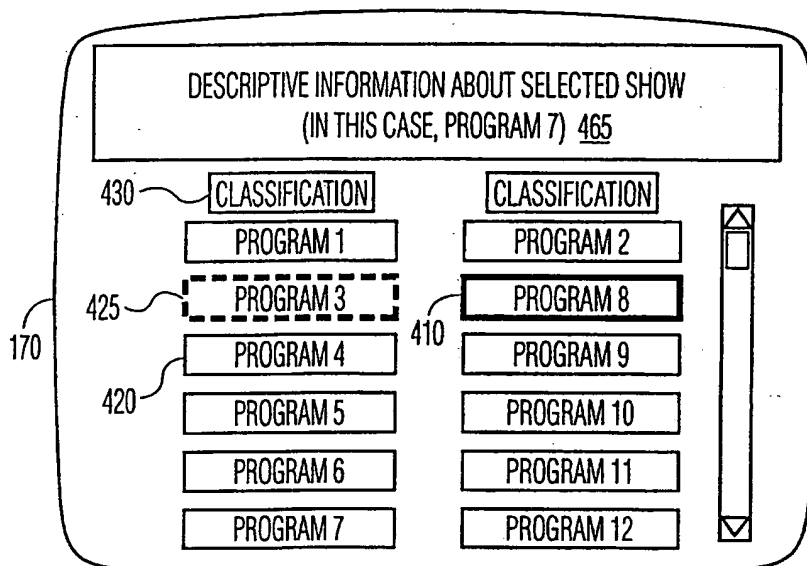 DESCRIPTIVE INFORMATION ABOUT SELECTED SHOW
(IN THIS CASE, PROGRAM 7) 465
430 CLASSIFICATION CLASSIFICATION
PROGRAM 1 PROGRAM 2
425 PROGRAM 3 410 PROGRAM 8
170
420 PROGRAM 4 PROGRAM 9
PROGRAM 5 PROGRAM 10
PROGRAM 6 PROGRAM 11
PROGRAM 7 PROGRAM 12